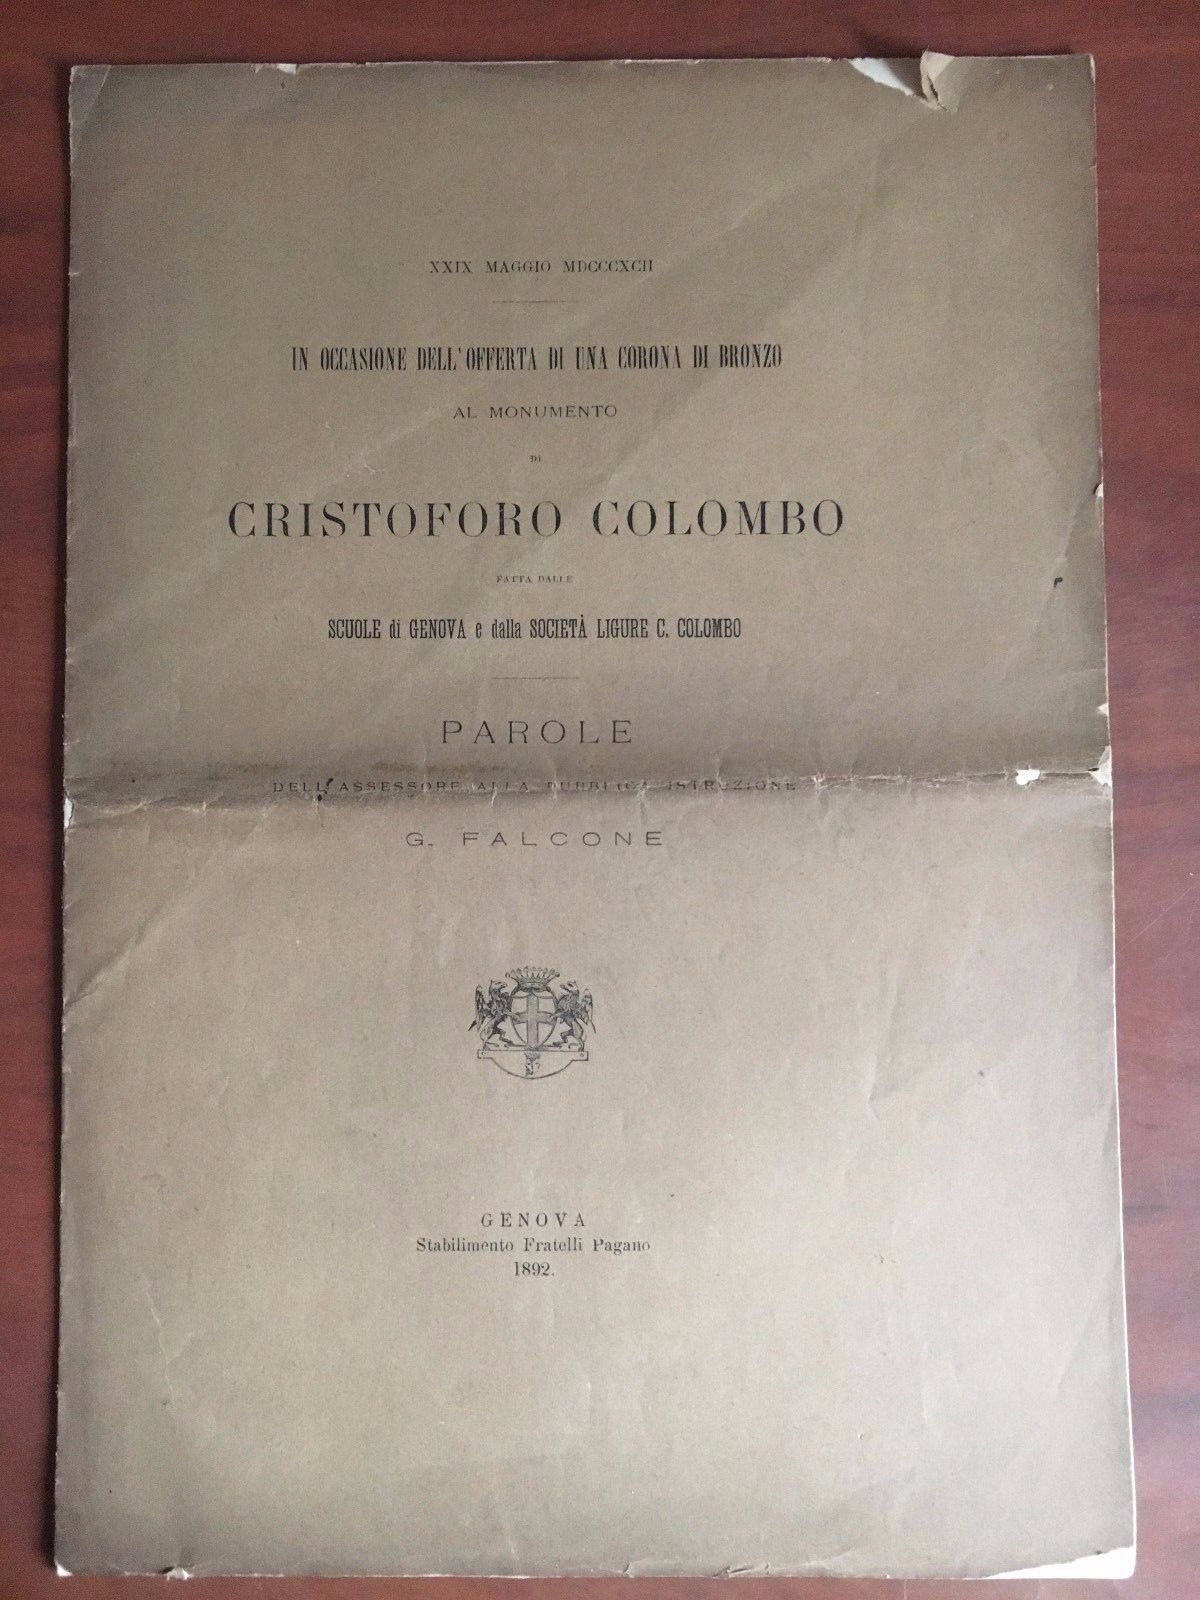 XXIX MAGGIO MDCCCXCII
IN OCCASIONE DELL'OFFERTA DI UNA CORONA DI BRONZO
AL MONUMENTO
DI
CRISTOFORO COLOMBO
FATTA DALLE
SCUOLE di GENOVA e dalla SOCIETÀ LIGURE C. COLOMBO
PAROLE
DELL'ASSESSORE ALLA PUBBLICA ISTRUZIONE
G. FALCONE
GENOVA
Stabilimento Fratelli Pagano
1892.